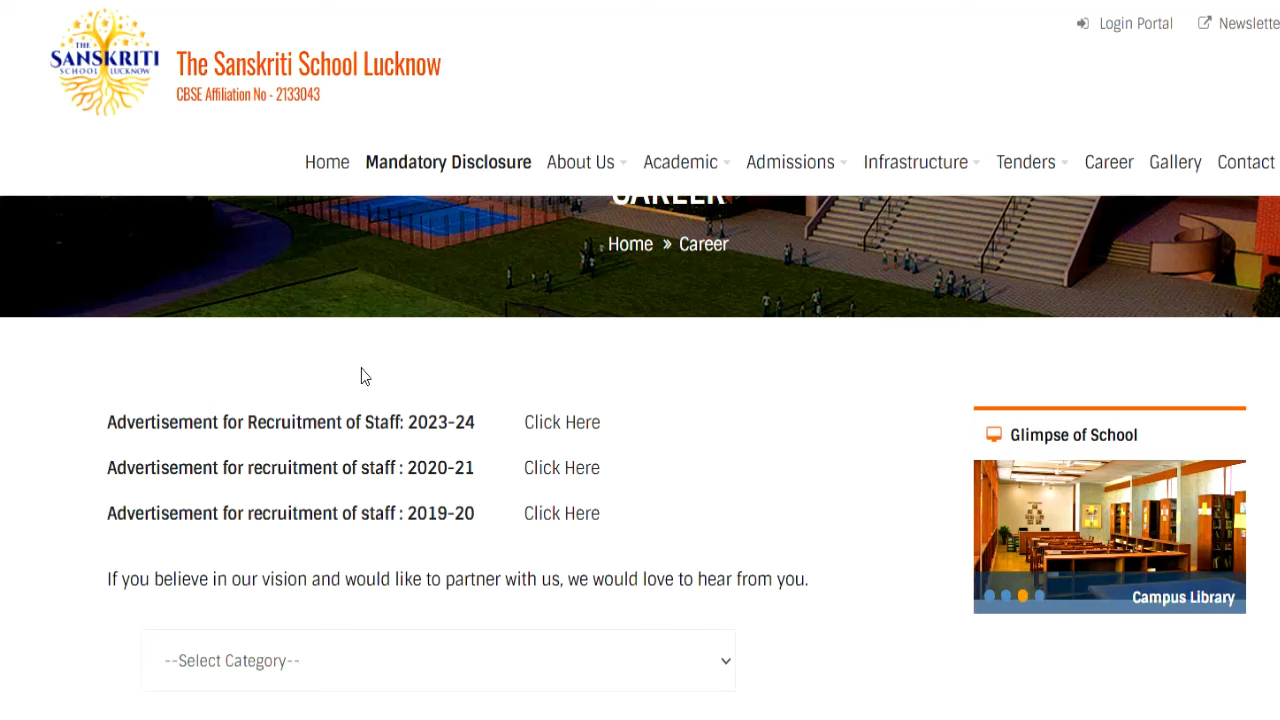 Login Portal
Newslette
THE
SANSKRITI
SCHOOL LUCKNOW
The Sanskriti School Lucknow
CBSE Affiliation No - 2133043
Home Mandatory Disclosure About Us Academic Admissions Infrastructure Tenders Career Gallery Contact
CAREER
Home » Career
Advertisement for Recruitment of Staff: 2023-24 Click Here
Advertisement for recruitment of staff : 2020-21 Click Here
Advertisement for recruitment of staff : 2019-20 Click Here
Glimpse of School
Campus Library
If you believe in our vision and would like to partner with us, we would love to hear from you.
--Select Category--